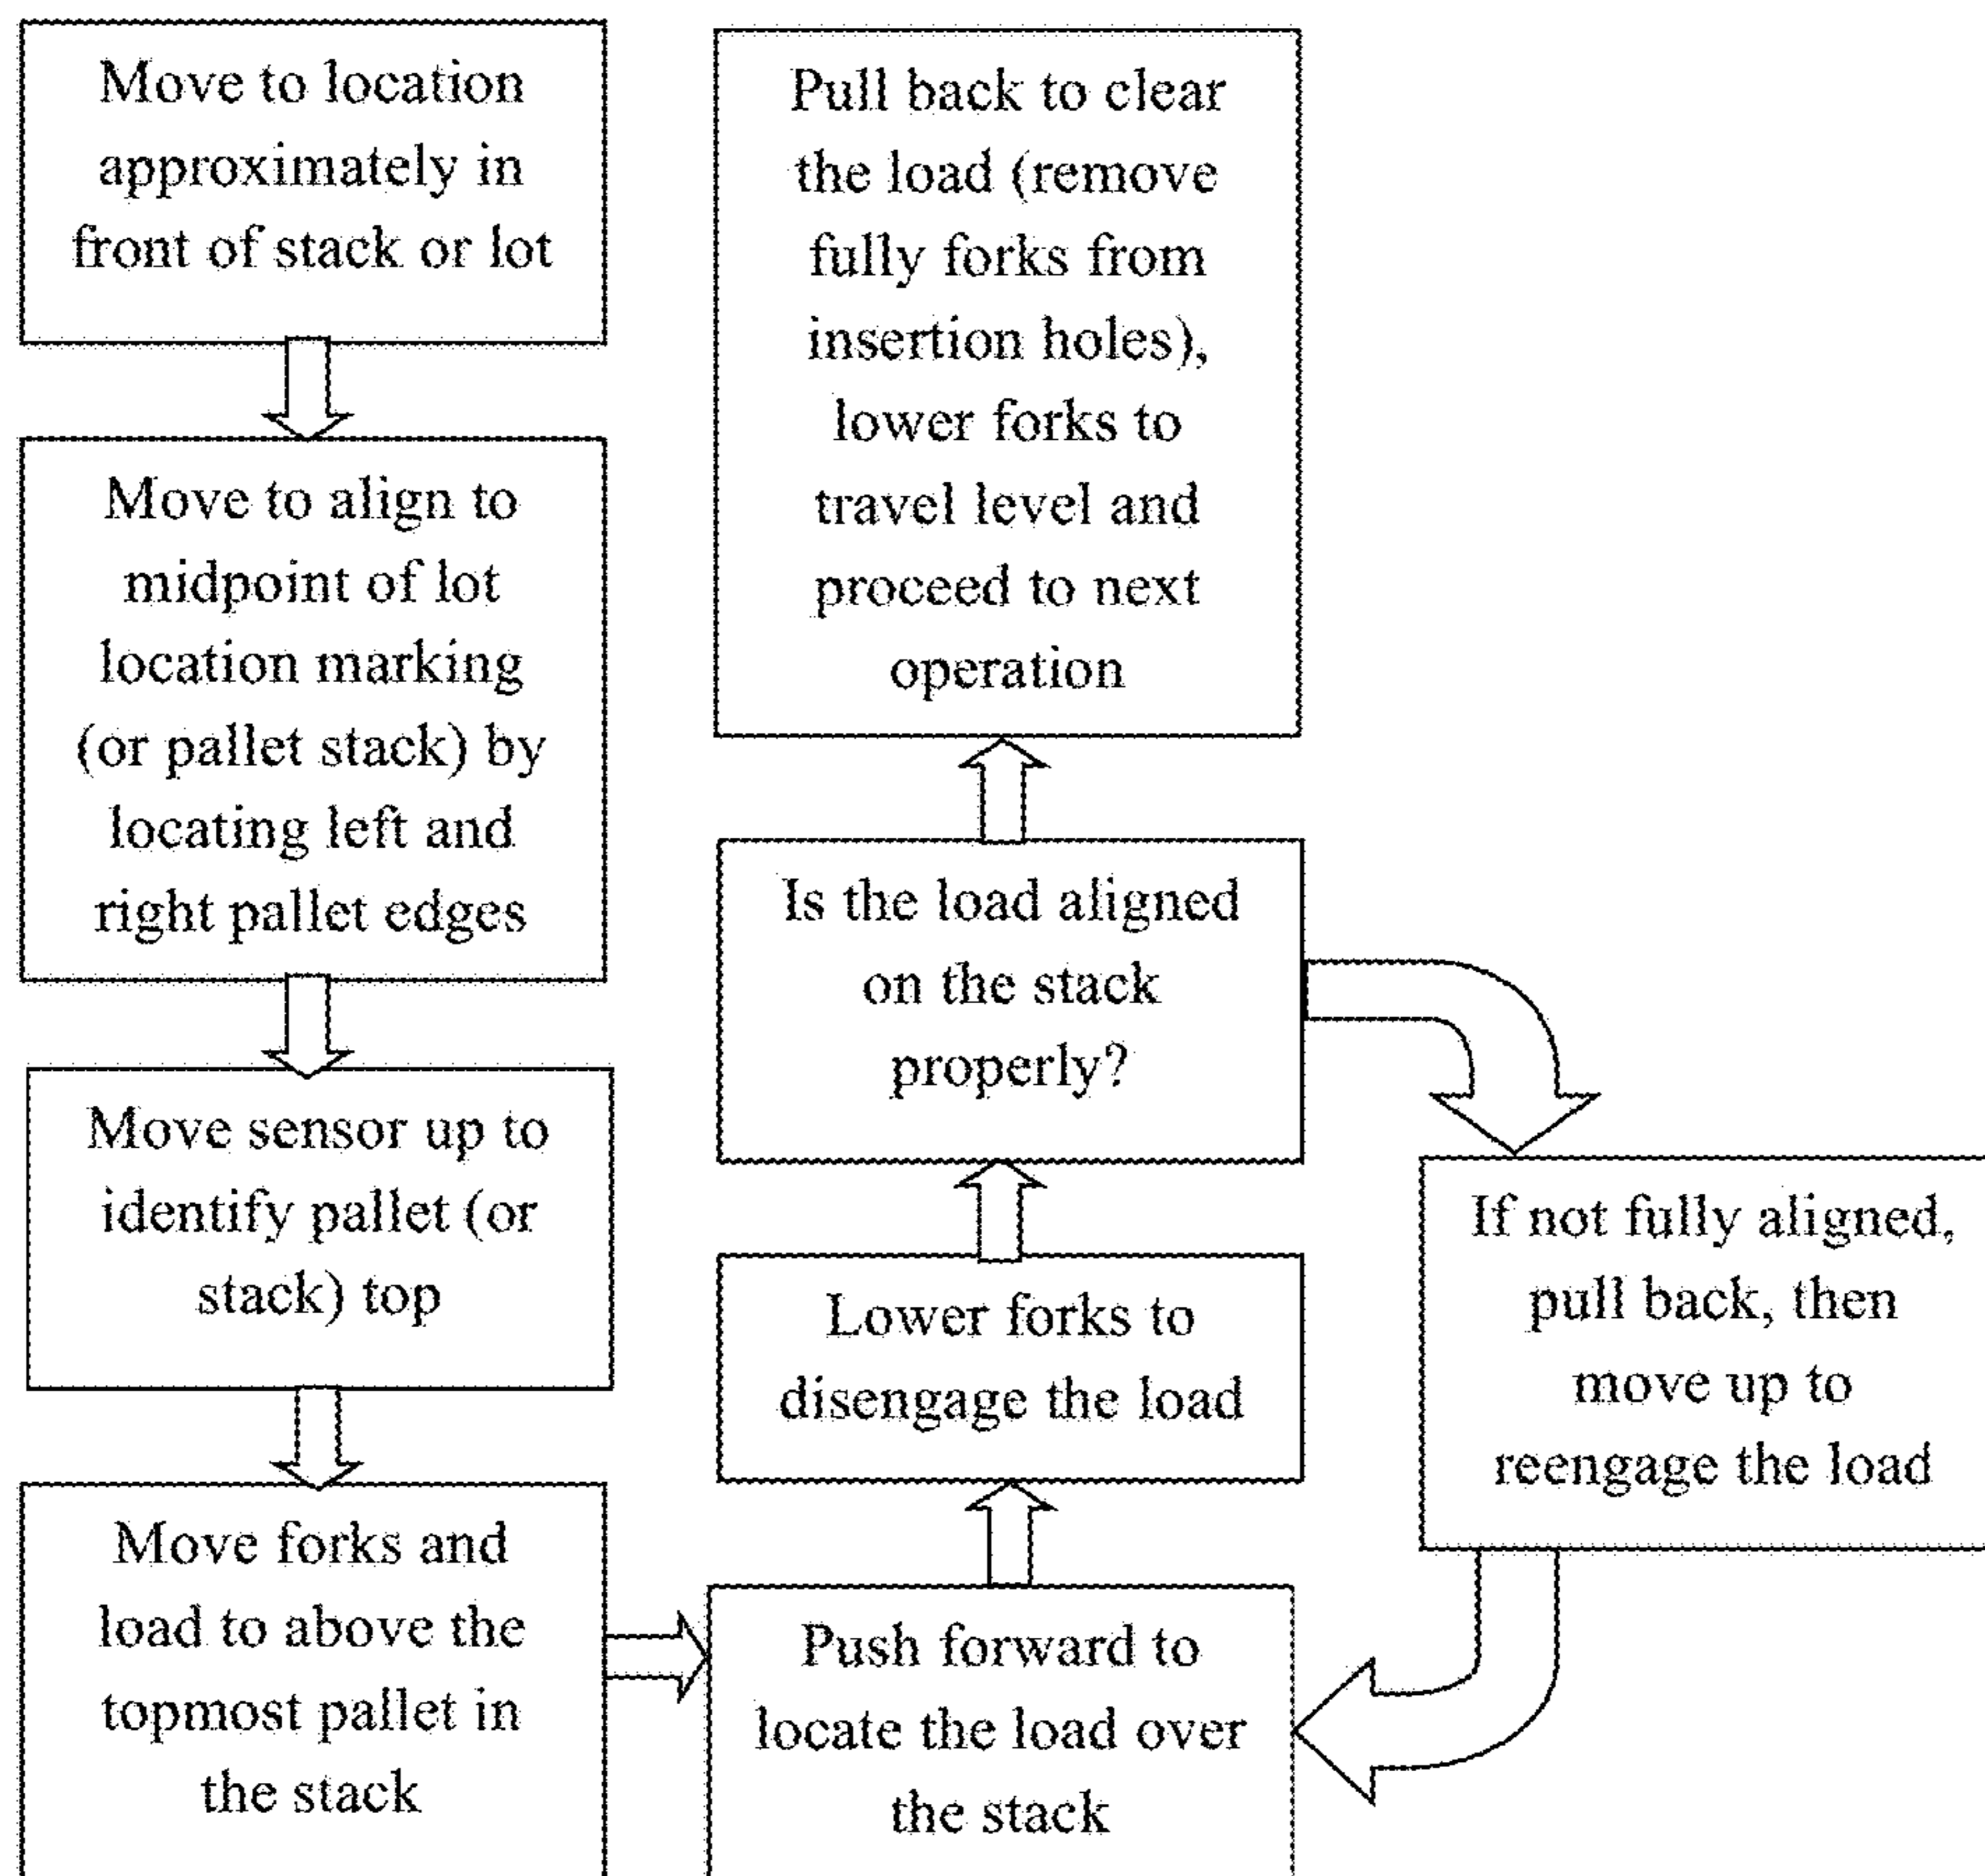 Move to location
approximately in
front of stack or lot
Move to align to
midpoint of lot
location marking
(or pallet stack) by
locating left and
right pallet edges
Move sensor up to
identify pallet (or
stack) top
Move forks and
load to above the
topmost pallet in
the stack
Push forward to
locate the load over
the stack
Lower forks to
disengage the load
Is the load aligned
on the stack
properly?
If not fully aligned,
pull back, then
move up to
reengage the load
Pull back to clear
the load (remove
fully forks from
insertion holes),
lower forks to
travel level and
proceed to next
operation